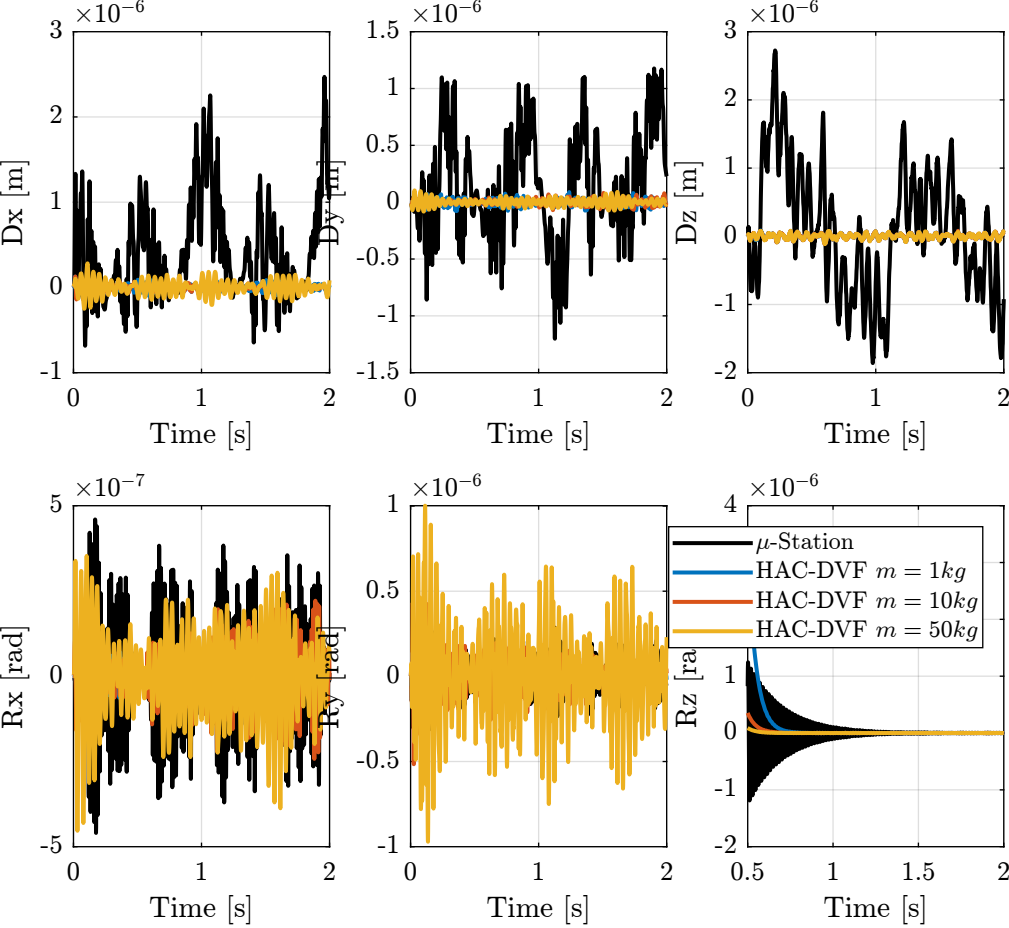 ×10⁻⁶
3
2
1
0
-1
Dx [m]
0 1 2
Time [s]
×10⁻⁶
1.5
1
0.5
0
-0.5
-1
-1.5
Dy [m]
0 1 2
Time [s]
×10⁻⁶
3
2
1
0
-1
-2
Dz [m]
0 1 2
Time [s]
×10⁻⁷
5
0
-5
Rx [rad]
0 1 2
Time [s]
×10⁻⁶
1
0.5
0
-0.5
-1
Ry [rad]
0 1 2
Time [s]
×10⁻⁶
4
1
0
-1
-2
Rz [ra
0.5 1 1.5 2
Time [s]
μ-Station
HAC-DVF m = 1kg
HAC-DVF m = 10kg
HAC-DVF m = 50kg